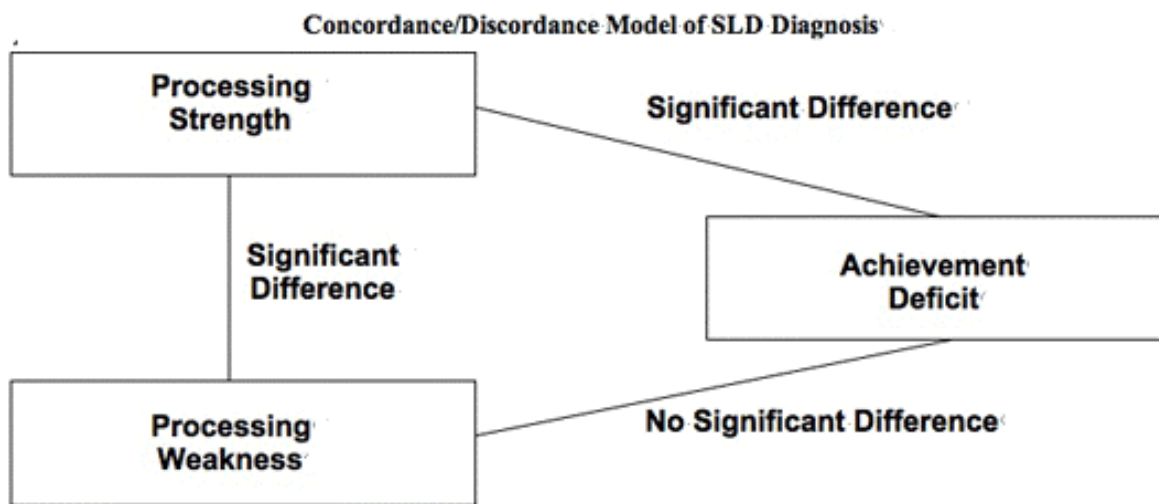 Concordance/Discordance Model of SLD Diagnosis
Processing
Strength
Significant Difference
Significant
Difference
Achievement
Deficit
Processing
Weakness
No Significant Difference